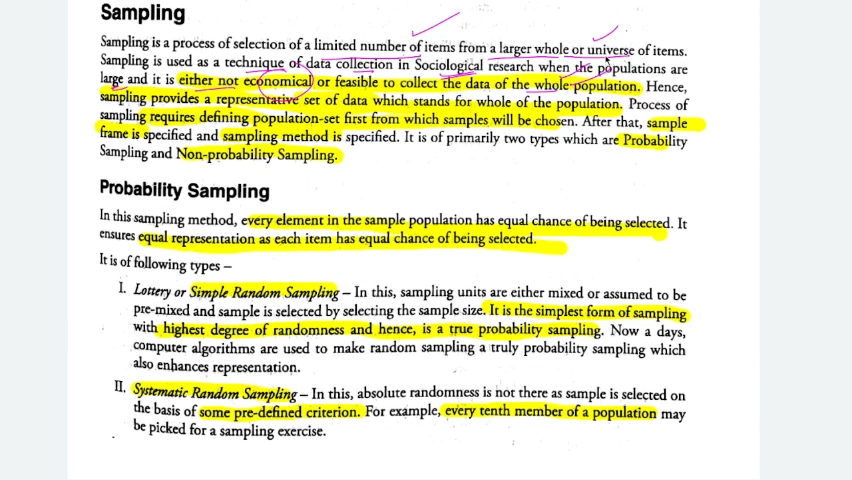 Sampling
Sampling is a process of selection of a limited number of items from a larger whole or universe of items.
Sampling is used as a technique of data collection in Sociological research when the populations are
large and it is either not economical or feasible to collect the data of the whole population. Hence,
sampling provides a representative set of data which stands for whole of the population. Process of
sampling requires defining population-set first from which samples will be chosen. After that, sample
frame is specified and sampling method is specified. It is of primarily two types which are Probability
Sampling and Non-probability Sampling.
Probability Sampling
In this sampling method, every element in the sample population has equal chance of being selected. It
ensures equal representation as each item has equal chance of being selected.
It is of following types –
I. Lottery or Simple Random Sampling – In this, sampling units are either mixed or assumed to be
pre-mixed and sample is selected by selecting the sample size. It is the simplest form of sampling
with highest degree of randomness and hence, is a true probability sampling. Now a days,
computer algorithms are used to make random sampling a truly probability sampling which
also enhances representation.
II. Systematic Random Sampling – In this, absolute randomness is not there as sample is selected on
the basis of some pre-defined criterion. For example, every tenth member of a population may
be picked for a sampling exercise.